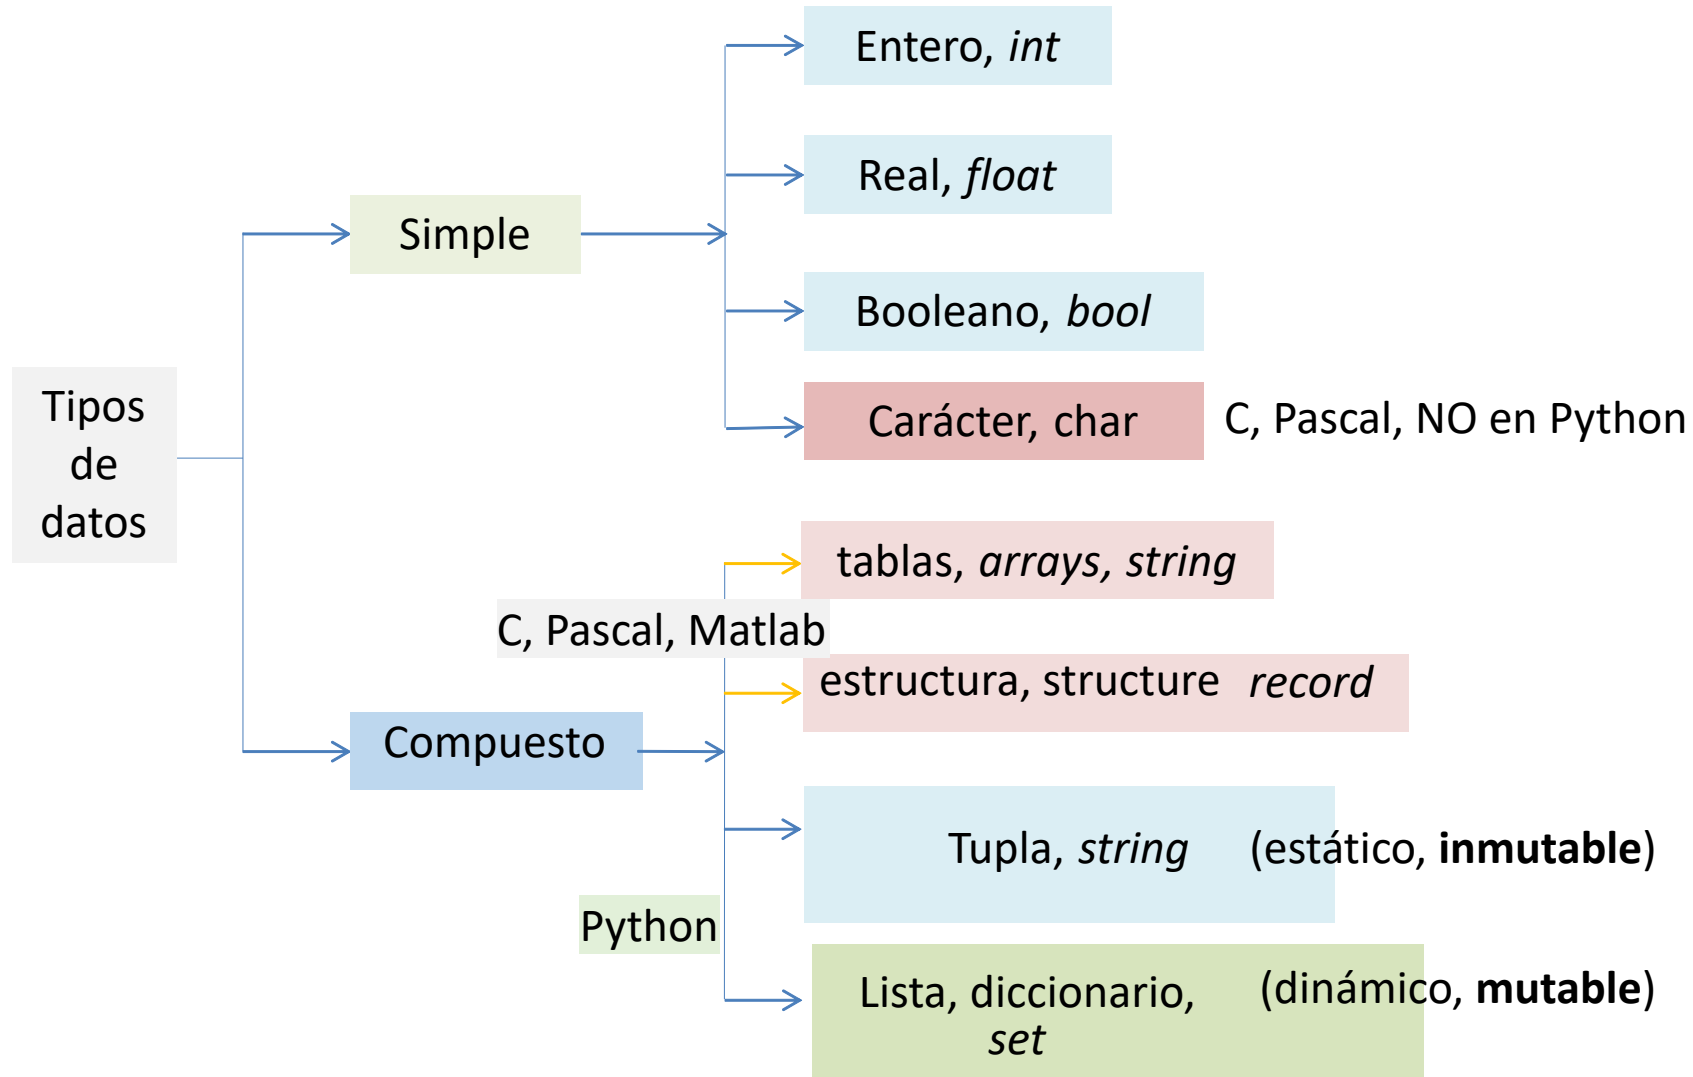 Entero, int
Real, float
Simple
Booleano, bool
Tipos
de
datos
Carácter, char
C, Pascal, NO en Python
tablas, arrays, string
C, Pascal, Matlab
estructura, structure record
Compuesto
Tupla, string (estático, inmutable)
Python
Lista, diccionario, (dinámico, mutable)
set